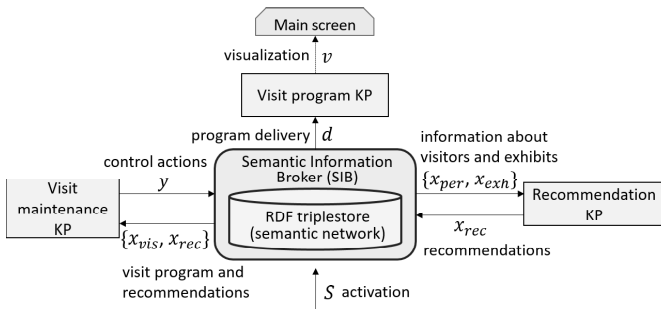 Main screen
visualization v
Visit program KP
program delivery d
information about
visitors and exhibits
control actions
y
Semantic Information
Broker (SIB)
{x_per, x_exh}
Visit
maintenance
KP
RDF triplestore
(semantic network)
Recommendation
KP
{x_vis, x_rec}
x_rec
recommendations
visit program and
recommendations
S activation